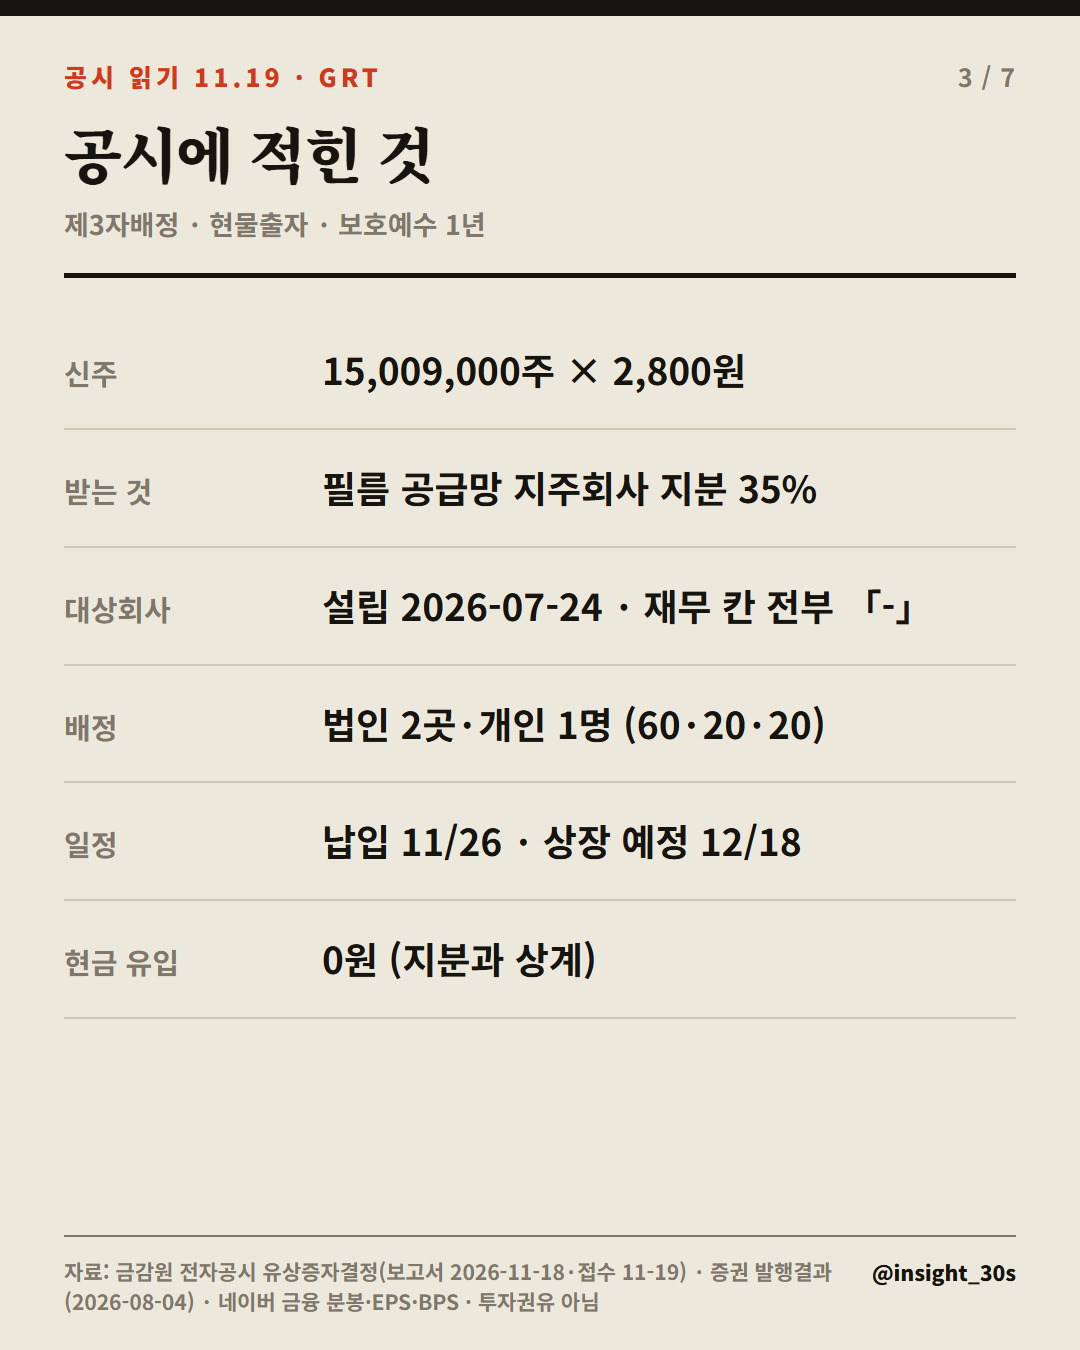 공시 읽기 11.19 · GRT
3 / 7
공시에 적힌 것
제3자배정 · 현물출자 · 보호예수 1년
신주 15,009,000주 × 2,800원
받는 것 필름 공급망 지주회사 지분 35%
대상회사 설립 2026-07-24 · 재무 칸 전부 「-」
배정 법인 2곳·개인 1명 (60·20·20)
일정 납입 11/26 · 상장 예정 12/18
현금 유입 0원 (지분과 상계)
자료: 금감원 전자공시 유상증자결정(보고서 2026-11-18·접수 11-19) · 증권 발행결과
(2026-08-04) · 네이버 금융 분봉·EPS·BPS · 투자권유 아님
@insight_30s